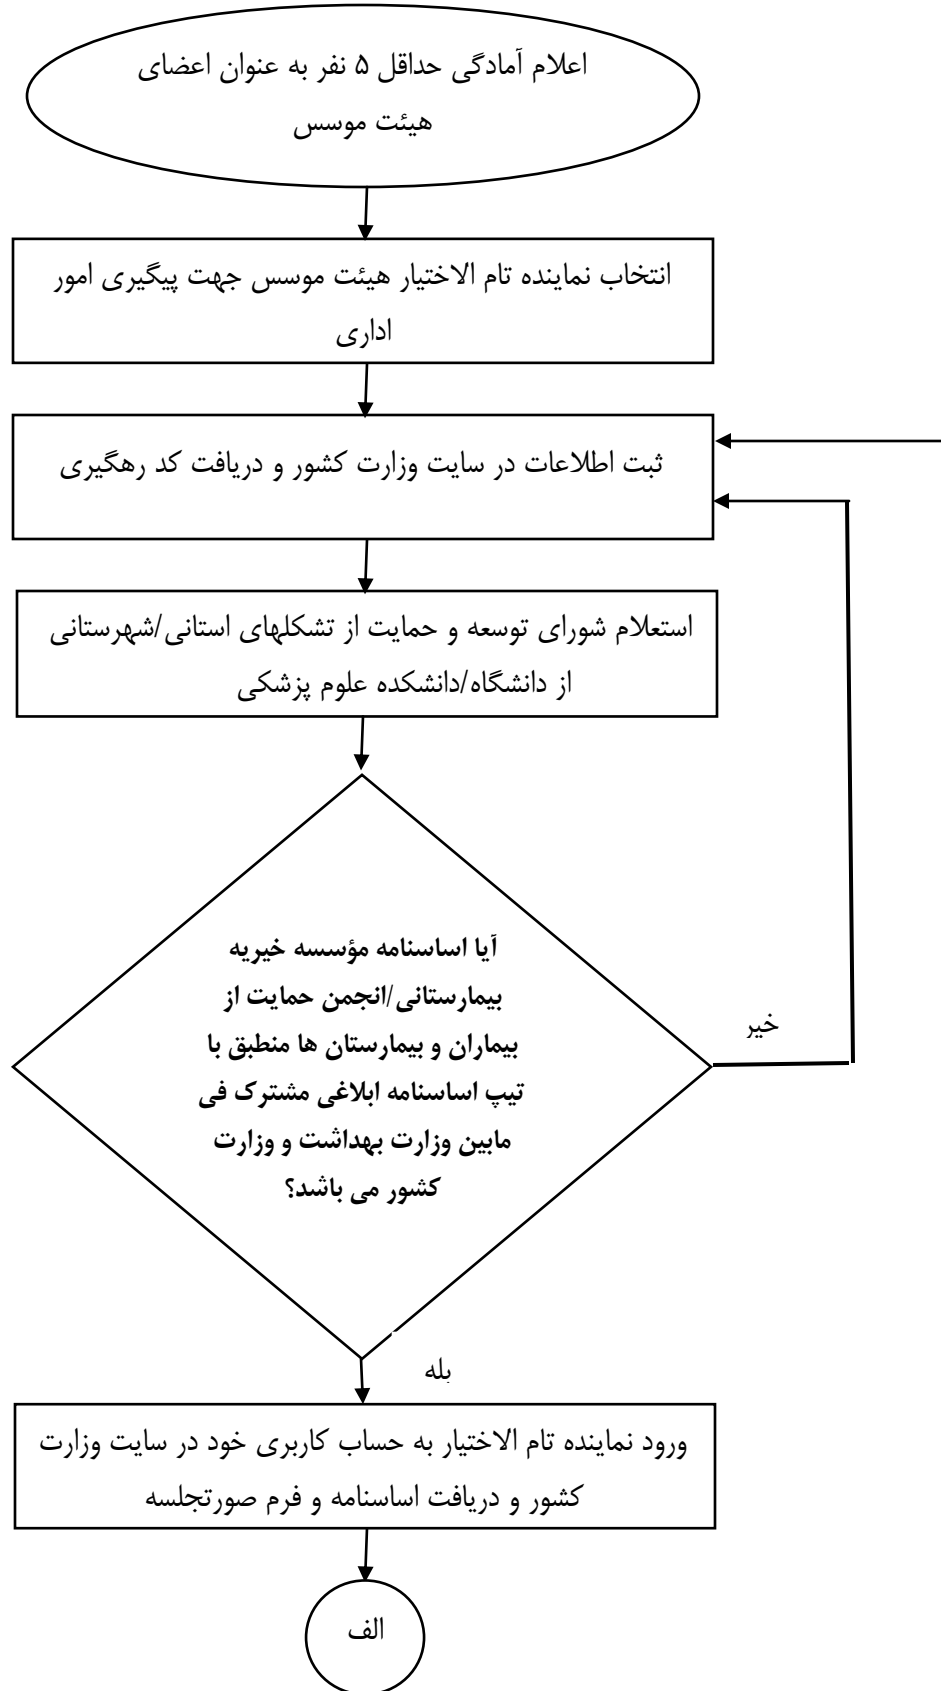 اعلام آمادگی حداقل ۵ نفر به عنوان اعضای
هیئت موسس
انتخاب نماینده تام الاختیار هیئت موسس جهت پیگیری امور
اداری
ثبت اطلاعات در سایت وزارت کشور و دریافت کد رهگیری
استعلام شورای توسعه و حمایت از تشکلهای استانی/شهرستانی
از دانشگاه/دانشکده علوم پزشکی
آیا اساسنامه مؤسسه خیریه
بیمارستانی/انجمن حمایت از
بیماران و بیمارستان ها منطبق با
تیپ اساسنامه ابلاغی مشترک فی
مابین وزارت بهداشت و وزارت
کشور می باشد؟
خیر
بله
ورود نماینده تام الاختیار به حساب کاربری خود در سایت وزارت
کشور و دریافت اساسنامه و فرم صورتجلسه
الف